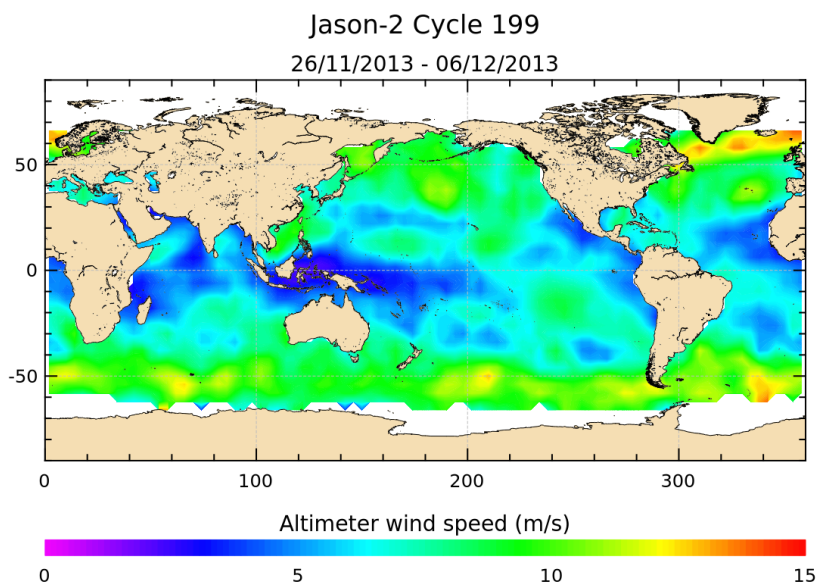 Jason-2 Cycle 199
26/11/2013 - 06/12/2013
50
0
-50
0 100 200 300
Altimeter wind speed (m/s)
0 5 10 15